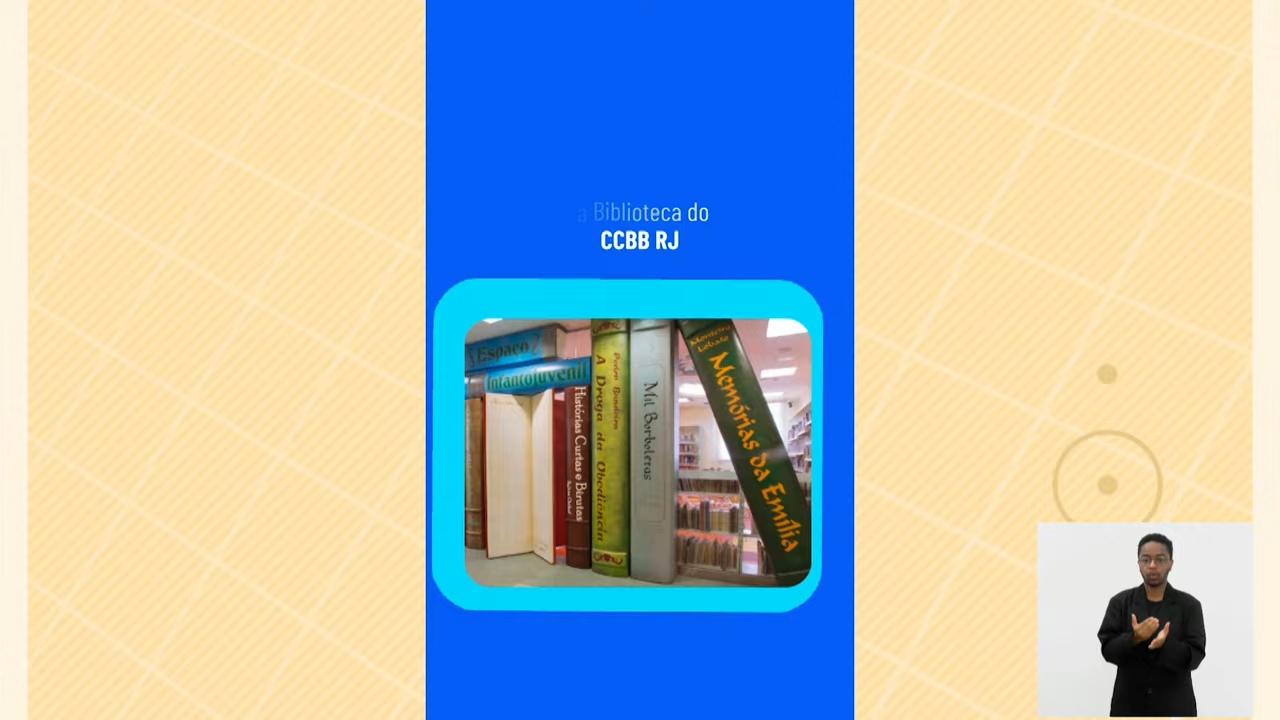 a Biblioteca do
CCBB RJ
Espaço
Infantojuvenil
Histórias Curtas e Birutas
A Droga da Obediência
Pedro Bandeira
Mil Borboletas
Monteiro
Lobato
Memórias da Emília